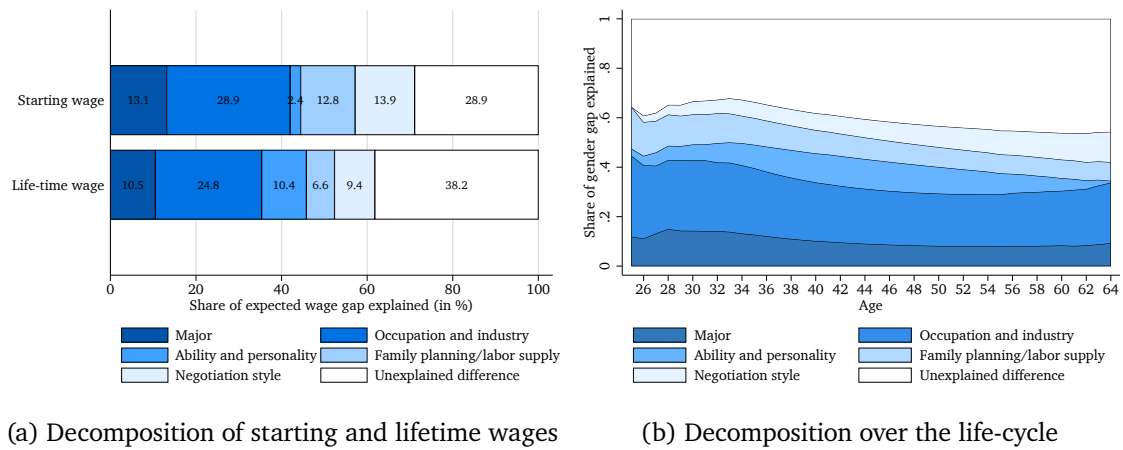 Starting wage
13.1 28.9 2.4 12.8 13.9 28.9
Life-time wage
10.5 24.8 10.4 6.6 9.4 38.2
0 20 40 60 80 100
Share of expected wage gap explained (in %)
Major Occupation and industry
Ability and personality Family planning/labor supply
Negotiation style Unexplained difference
(a) Decomposition of starting and lifetime wages
Share of gender gap explained
1
.8
.6
.4
.2
0
26 28 30 32 34 36 38 40 42 44 46 48 50 52 54 56 58 60 62 64
Age
Major Occupation and industry
Ability and personality Family planning/labor supply
Negotiation style Unexplained difference
(b) Decomposition over the life-cycle